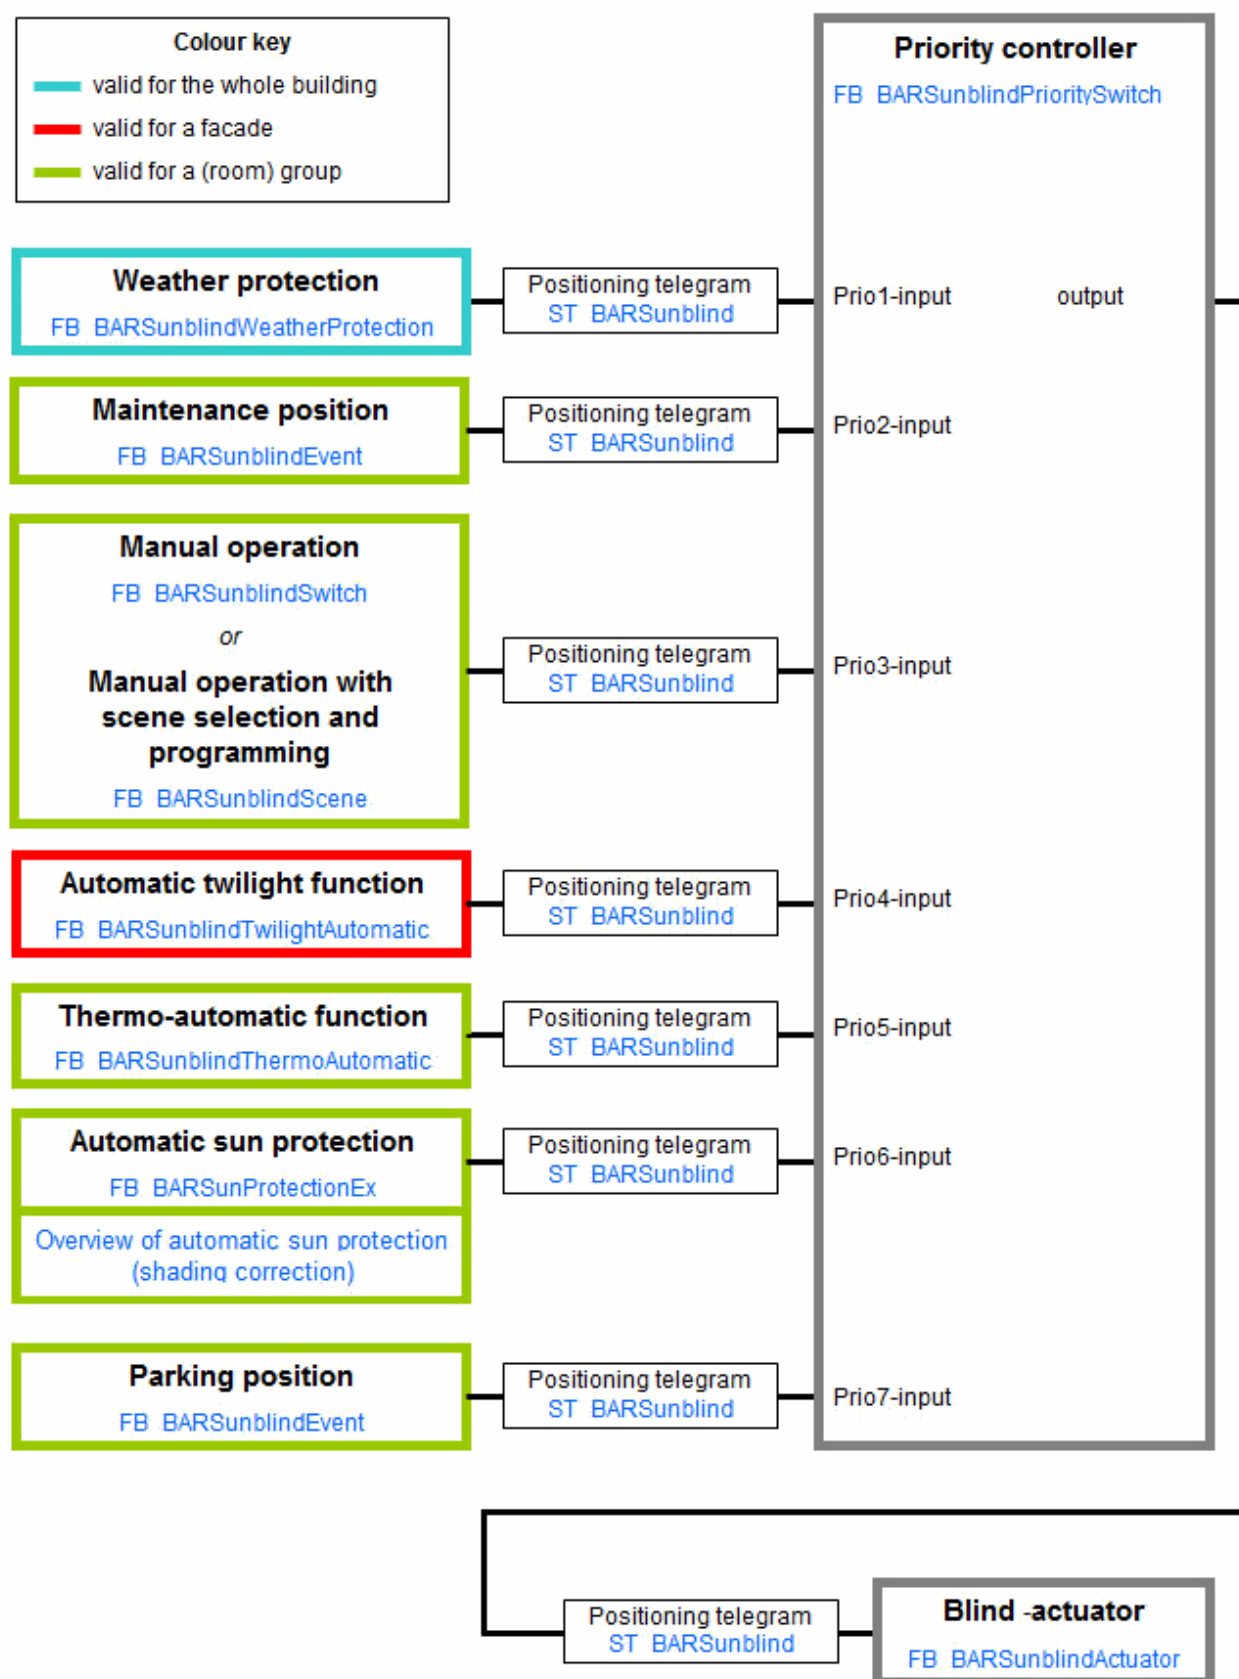 Colour key
valid for the whole building
valid for a facade
valid for a (room) group
Priority controller
FB BARSunblindPrioritySwitch
Weather protection
FB BARSunblindWeatherProtection
Positioning telegram
ST BARSunblind
Prio1-input
output
Maintenance position
FB BARSunblindEvent
Positioning telegram
ST BARSunblind
Prio2-input
Manual operation
FB BARSunblindSwitch
or
Manual operation with
scene selection and
programming
FB BARSunblindScene
Positioning telegram
ST BARSunblind
Prio3-input
Automatic twilight function
FB BARSunblindTwilightAutomatic
Positioning telegram
ST BARSunblind
Prio4-input
Thermo-automatic function
FB BARSunblindThermoAutomatic
Positioning telegram
ST BARSunblind
Prio5-input
Automatic sun protection
FB BARSunProtectionEx
Overview of automatic sun protection
(shading correction)
Positioning telegram
ST BARSunblind
Prio6-input
Parking position
FB BARSunblindEvent
Positioning telegram
ST BARSunblind
Prio7-input
Positioning telegram
ST BARSunblind
Blind -actuator
FB BARSunblindActuator